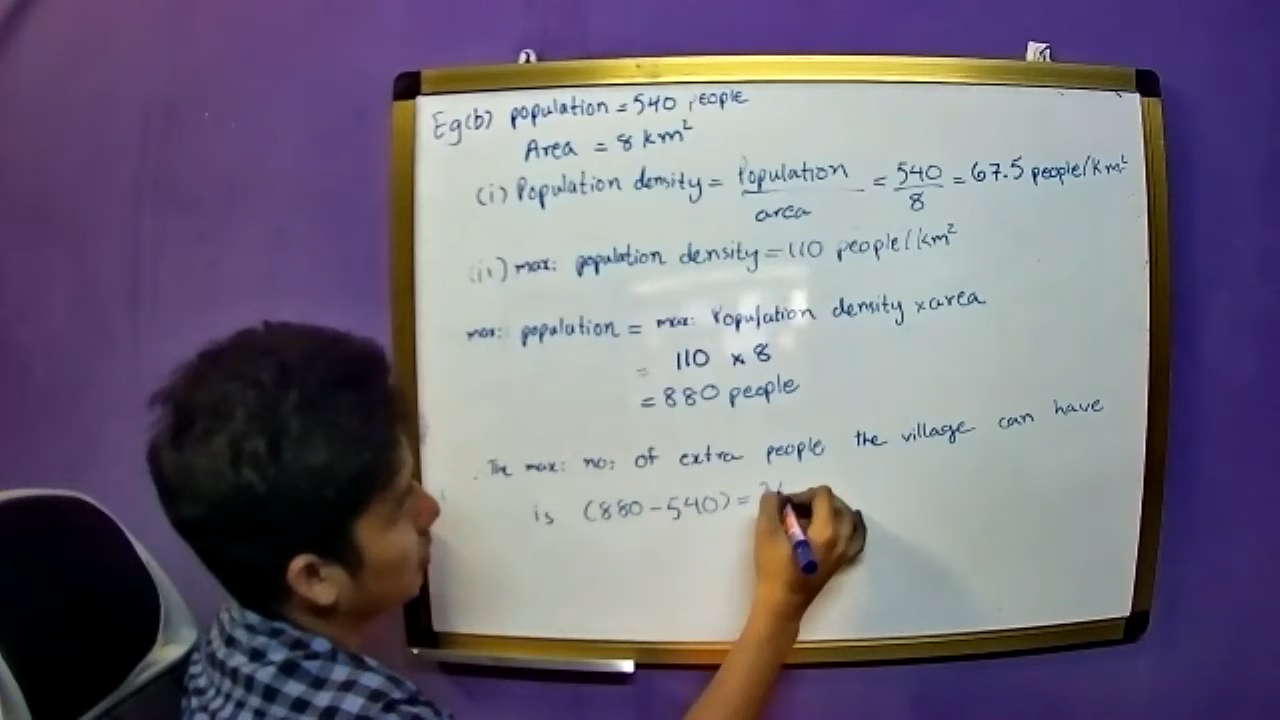 Eg(b) population = 540 people
Area = 8 km²
(i) Population density = Population / area = 540 / 8 = 67.5 people/km²
(ii) max: population density = 110 people/km²
max: population = max: Population density × area
= 110 × 8
= 880 people
The max: no: of extra people the village can have
is (880 - 540) =